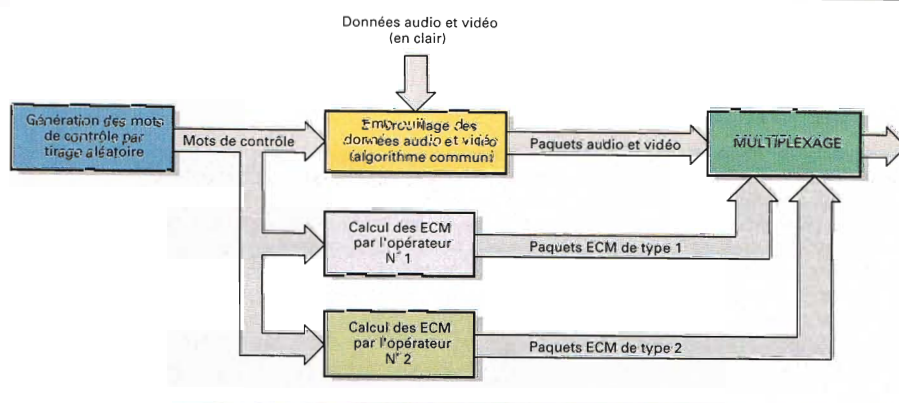 Données audio et vidéo
(en clair)
Génération des mots
de contrôle par
tirage aléatoire
Mots de contrôle
Embrouillage des
données audio et vidéo
(algorithme commun)
Paquets audio et vidéo
MULTIPLEXAGE
Calcul des ECM
par l'opérateur
N° 1
Paquets ECM de type 1
Calcul des ECM
par l'opérateur
N° 2
Paquets ECM de type 2